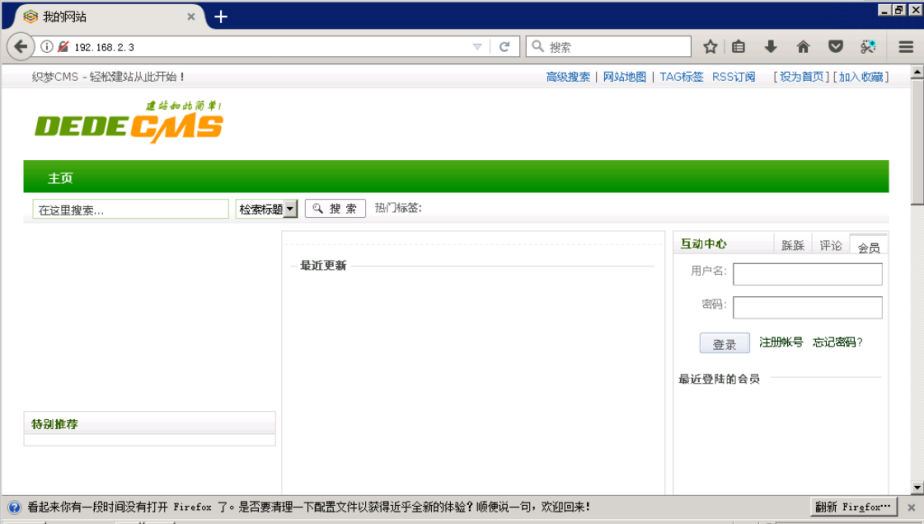 我的网站
192.168.2.3
搜索
织梦CMS - 轻松建站从此开始！
高级搜索 | 网站地图 | TAG标签 RSS订阅 [设为首页] [加入收藏]
建站如此简单!
DEDECMS
主页
在这里搜索... 检索标题 搜 索 热门标签:
互动中心 踩踩 评论 会员
最近更新
用户名:
密码:
登录 注册帐号 忘记密码?
最近登陆的会员
特别推荐
看起来你有一段时间没有打开 Firefox 了。是否要清理一下配置文件以获得近乎全新的体验？顺便说一句，欢迎回来！ 翻新 Firefox…